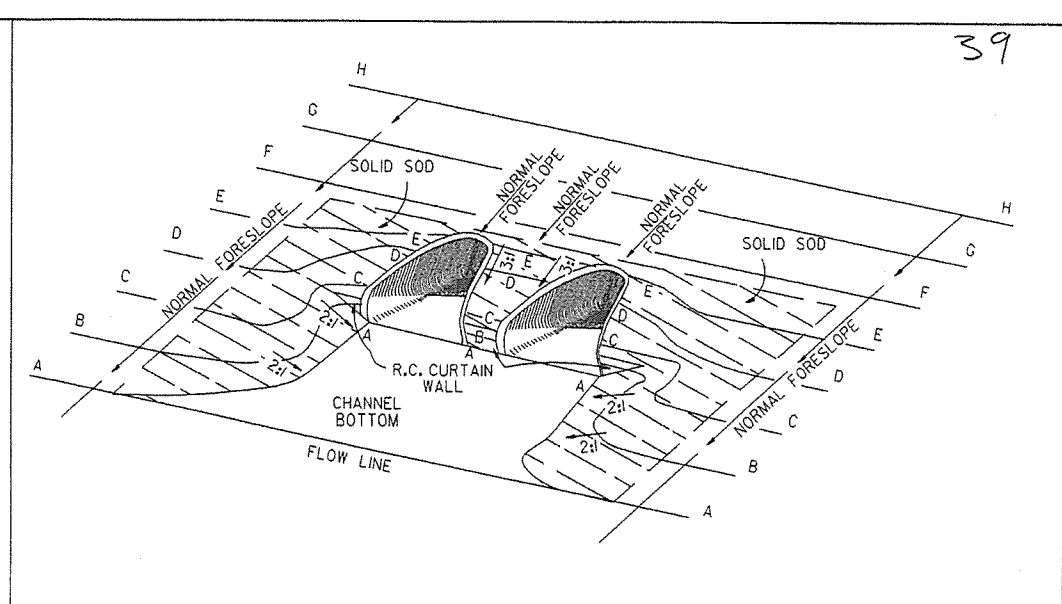 39
H
G
F
SOLID SOD
NORMAL
FORESLOPE
NORMAL
FORESLOPE
NORMAL
FORESLOPE
H
E
D
C
B
A
NORMAL FORESLOPE
E
D
C
3:1
E
D
3:1
C
B
E
D
C
SOLID SOD
G
F
E
D
C
B
A
NORMAL FORESLOPE
2:1
2:1
A
A
A
R.C. CURTAIN
WALL
CHANNEL
BOTTOM
FLOW LINE
2:1
2:1